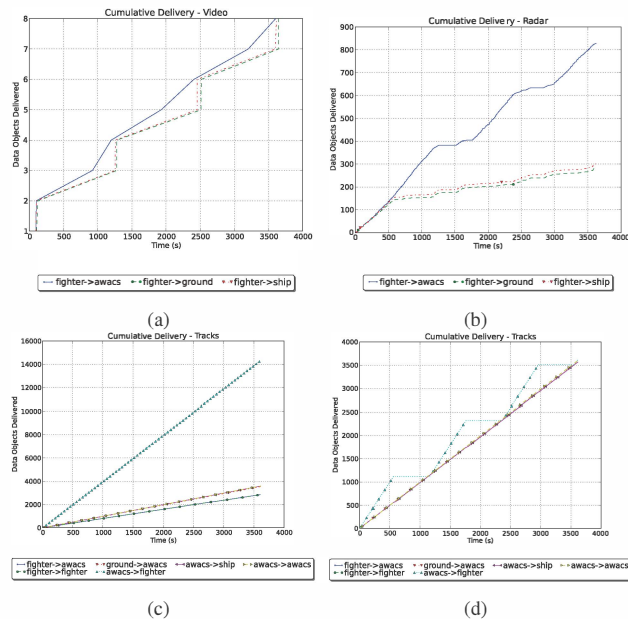 Cumulative Delivery - Video
8
7
6
5
4
3
2
1
Data Objects Delivered
0 500 1000 1500 2000 2500 3000 3500 4000
Time (s)
fighter->awacs fighter->ground fighter->ship
(a)
Cumulative Delivery - Radar
900
800
700
600
500
400
300
200
100
0
Data Objects Delivered
0 500 1000 1500 2000 2500 3000 3500 4000
Time (s)
fighter->awacs fighter->ground fighter->ship
(b)
Cumulative Delivery - Tracks
16000
14000
12000
10000
8000
6000
4000
2000
0
Data Objects Delivered
0 500 1000 1500 2000 2500 3000 3500 4000
Time (s)
fighter->awacs ground->awacs awacs->ship awacs->awacs
fighter->fighter awacs->fighter
(c)
Cumulative Delivery - Tracks
4000
3500
3000
2500
2000
1500
1000
500
0
Data Objects Delivered
0 500 1000 1500 2000 2500 3000 3500 4000
Time (s)
fighter->awacs ground->awacs awacs->ship awacs->awacs
fighter->fighter awacs->fighter
(d)